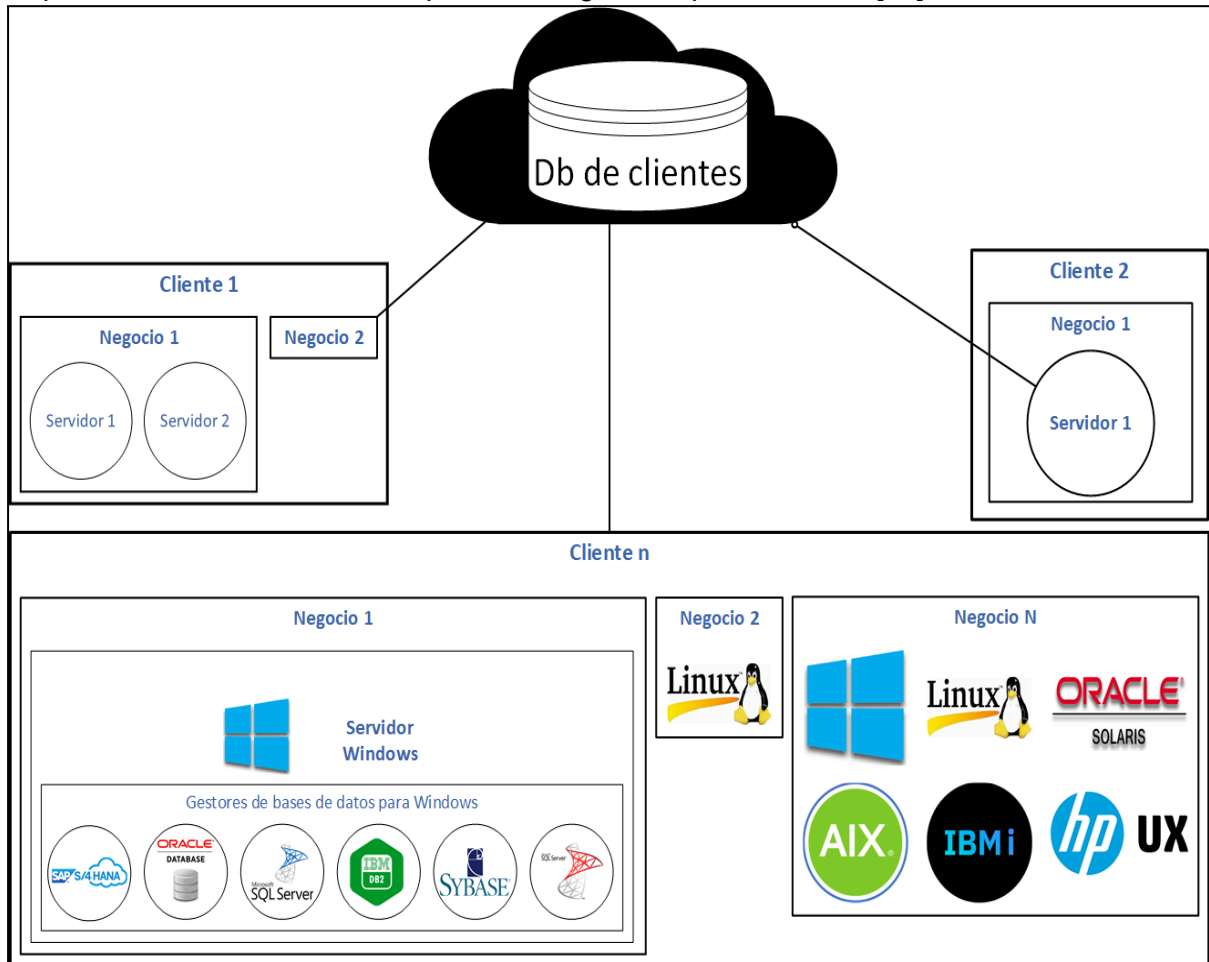 Db de clientes
Cliente 1
Negocio 1
Negocio 2
Servidor 1
Servidor 2
Cliente 2
Negocio 1
Servidor 1
Cliente n
Negocio 1
Servidor
Windows
Gestores de bases de datos para Windows
SAP S/4 HANA
ORACLE
DATABASE
Microsoft
SQL Server
IBM
DB2
SYBASE
SQL Server
Negocio 2
Linux
Negocio N
Linux
ORACLE
SOLARIS
AIX
IBM i
hp UX